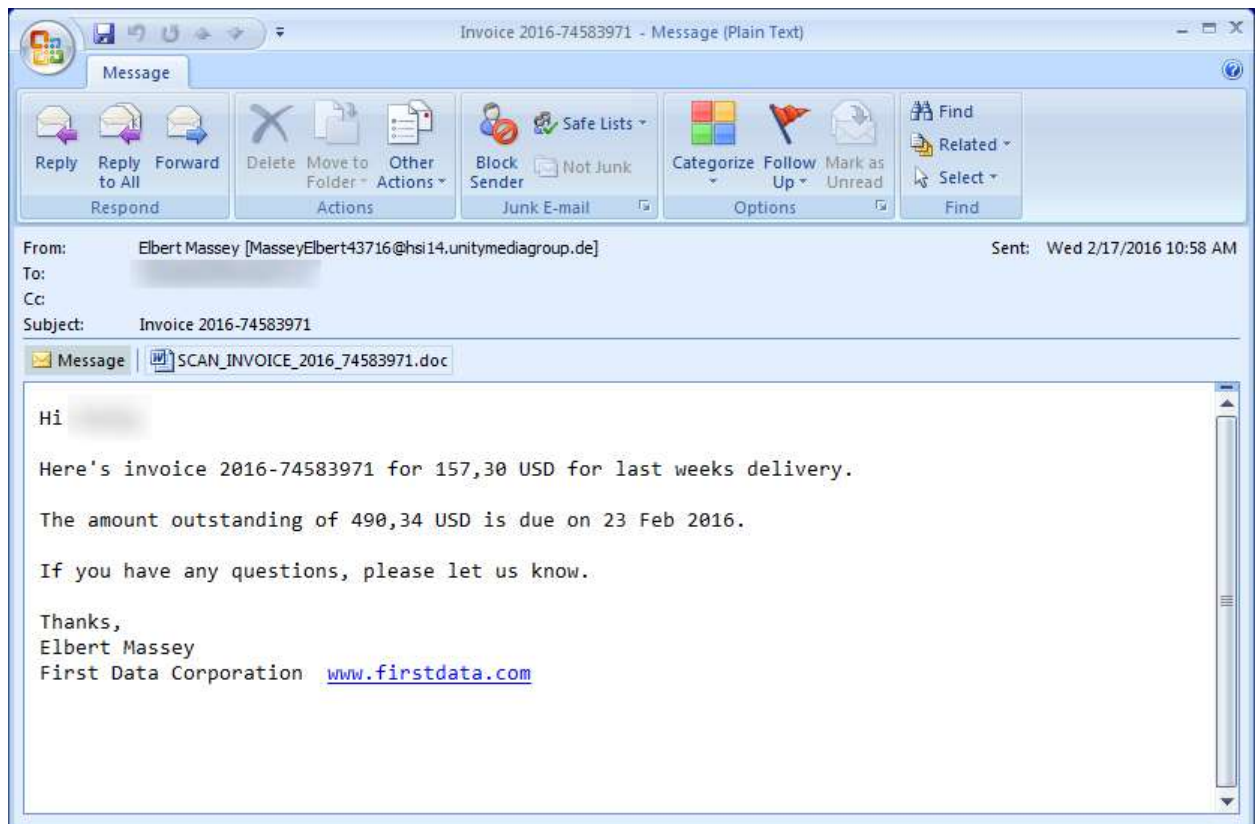 Invoice 2016-74583971 - Message (Plain Text)
Message
Reply
Reply to All
Forward
Respond
Delete
Move to Folder
Other Actions
Actions
Block Sender
Safe Lists
Not Junk
Junk E-mail
Categorize
Follow Up
Mark as Unread
Options
Find
Related
Select
Find
From: Elbert Massey [MasseyElbert43716@hsi14.unitymediagroup.de] Sent: Wed 2/17/2016 10:58 AM
To:
Cc:
Subject: Invoice 2016-74583971
Message SCAN_INVOICE_2016_74583971.doc
Hi
Here's invoice 2016-74583971 for 157,30 USD for last weeks delivery.
The amount outstanding of 490,34 USD is due on 23 Feb 2016.
If you have any questions, please let us know.
Thanks,
Elbert Massey
First Data Corporation www.firstdata.com